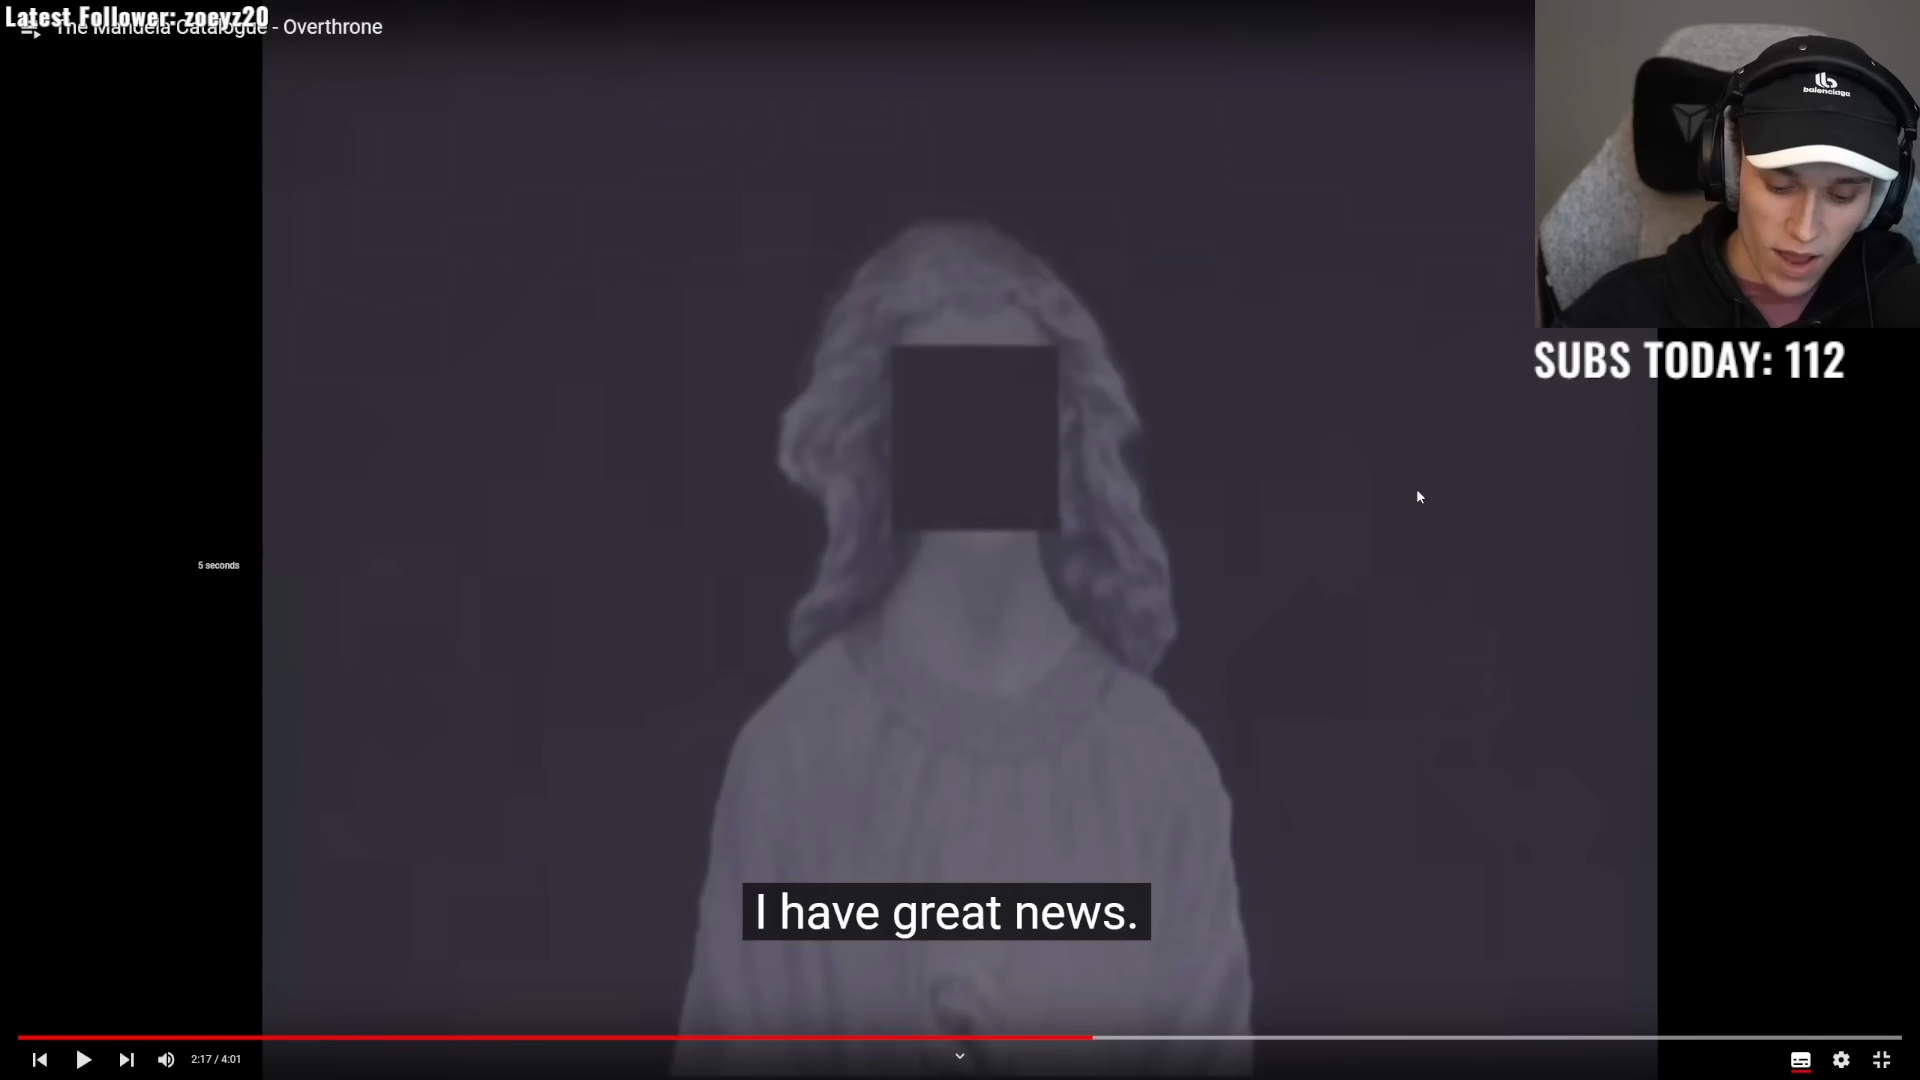 Latest Follower: zoeyz20
The Mandela Catalogue - Overthrone
balenciaga
SUBS TODAY: 112
5 seconds
I have great news.
2:17 / 4:01